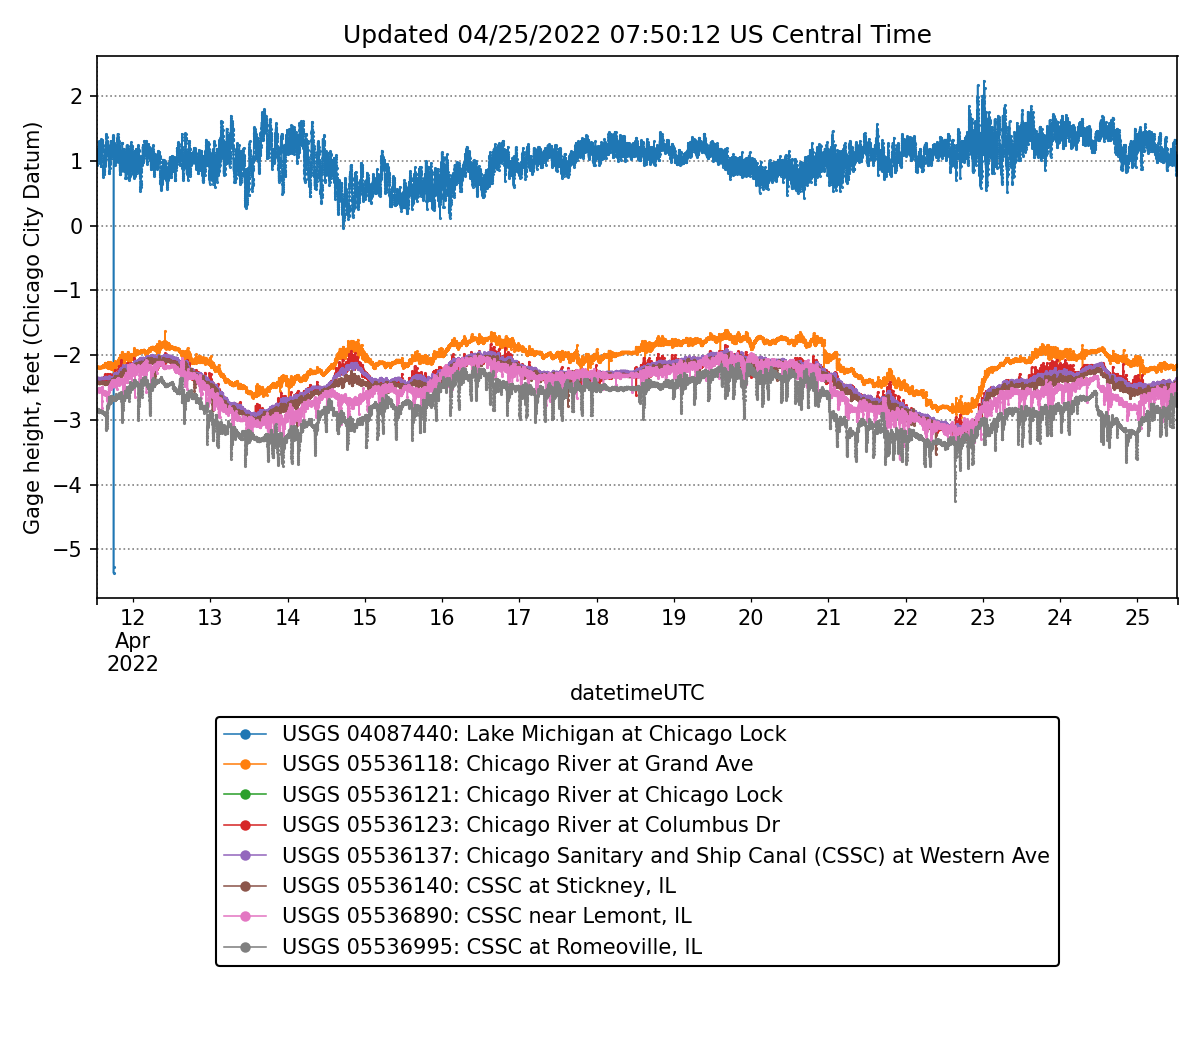 Updated 04/25/2022 07:50:12 US Central Time
Gage height, feet (Chicago City Datum)
2
1
0
−1
−2
−3
−4
−5
12 13 14 15 16 17 18 19 20 21 22 23 24 25
Apr
2022
datetimeUTC
USGS 04087440: Lake Michigan at Chicago Lock
USGS 05536118: Chicago River at Grand Ave
USGS 05536121: Chicago River at Chicago Lock
USGS 05536123: Chicago River at Columbus Dr
USGS 05536137: Chicago Sanitary and Ship Canal (CSSC) at Western Ave
USGS 05536140: CSSC at Stickney, IL
USGS 05536890: CSSC near Lemont, IL
USGS 05536995: CSSC at Romeoville, IL